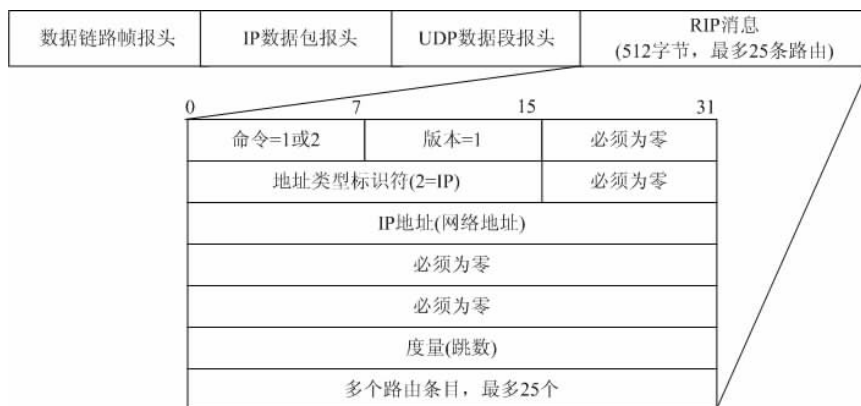 数据链路帧报头
IP数据包报头
UDP数据段报头
RIP消息
(512字节，最多25条路由)
0 7 15 31
命令=1或2
版本=1
必须为零
地址类型标识符(2=IP)
必须为零
IP地址(网络地址)
必须为零
必须为零
度量(跳数)
多个路由条目，最多25个